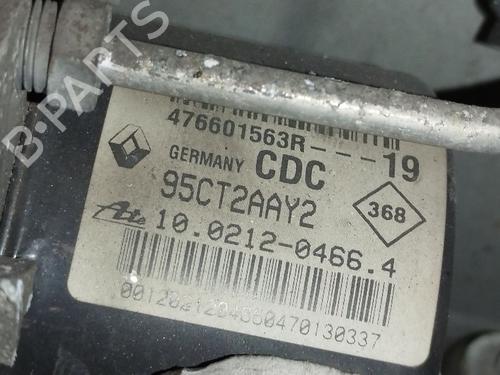 B-PARTS
476601563R---19
GERMANY CDC
95CT2AAY2
368
Ate
10.0212-0466.4